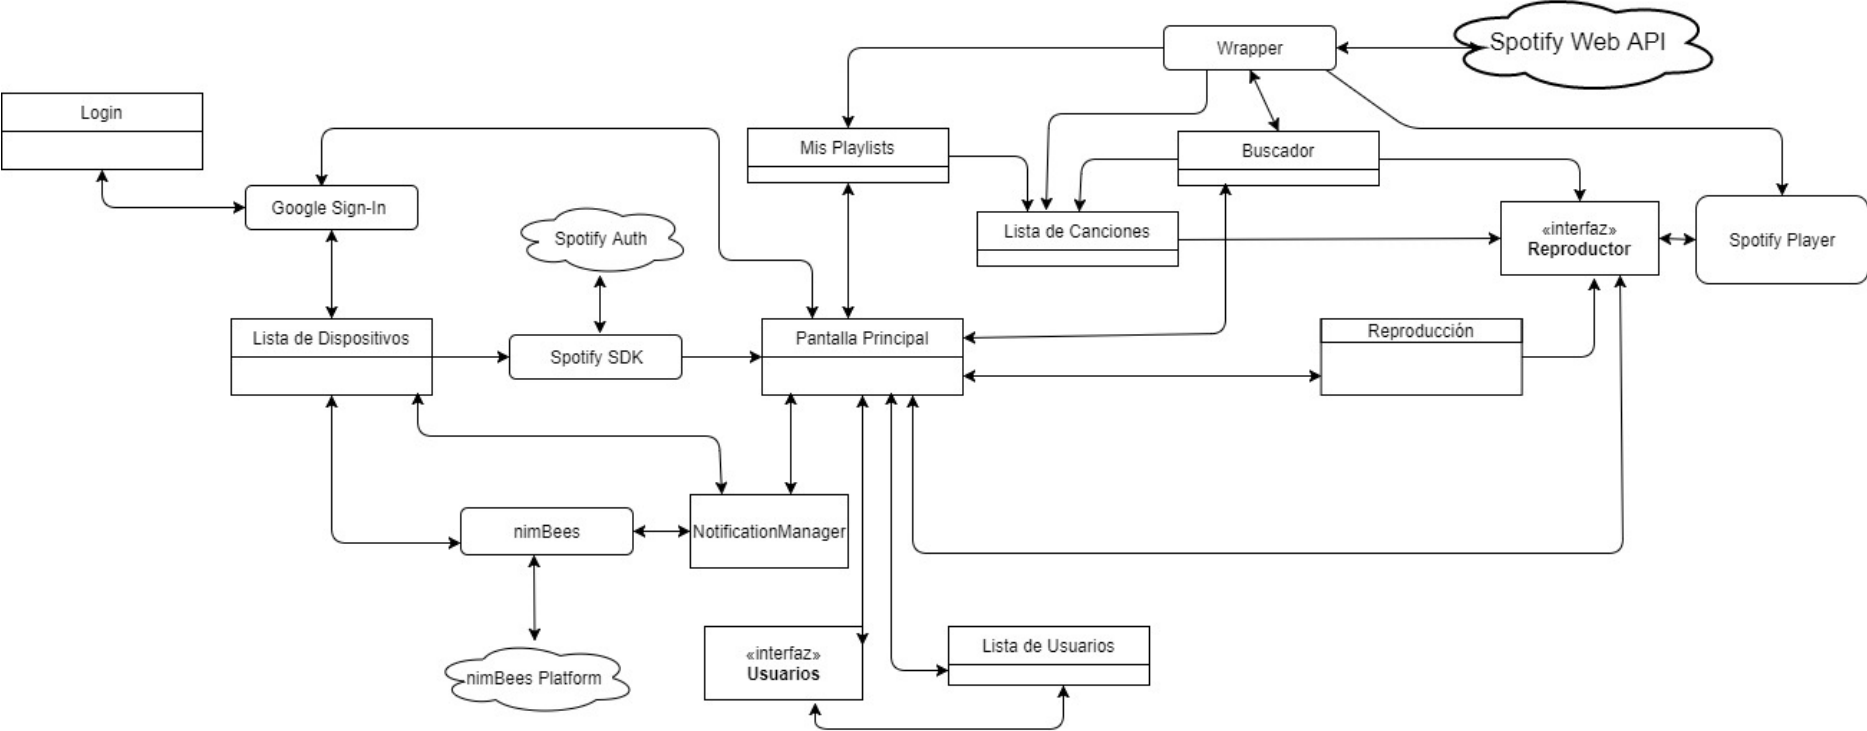 Wrapper
Spotify Web API
Login
Mis Playlists
Buscador
Google Sign-In
Spotify Auth
Lista de Canciones
«interfaz»
Reproductor
Spotify Player
Lista de Dispositivos
Spotify SDK
Pantalla Principal
Reproducción
nimBees
NotificationManager
«interfaz»
Usuarios
Lista de Usuarios
nimBees Platform